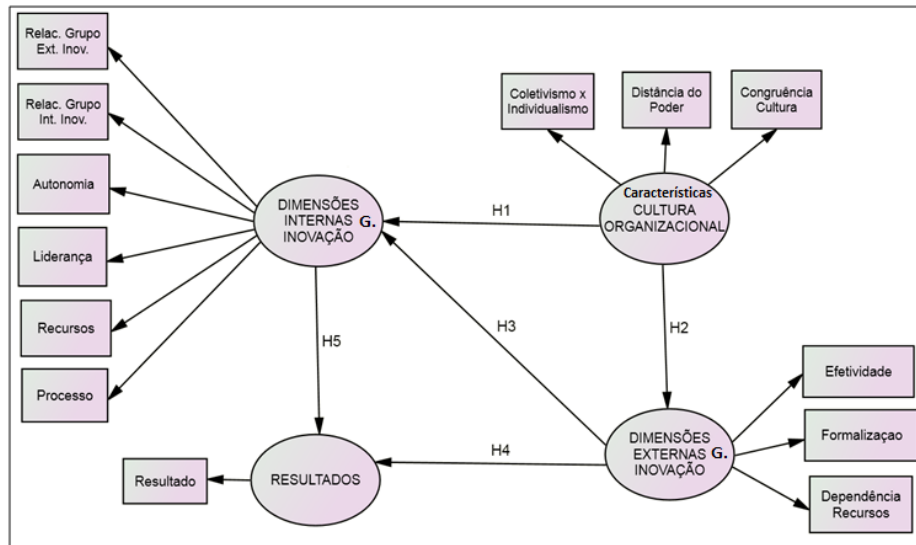 Relac. Grupo
Ext. Inov.
Relac. Grupo
Int. Inov.
Autonomia
Liderança
Recursos
Processo
DIMENSÕES
INTERNAS G.
INOVAÇÃO
H1
Coletivismo x
Individualismo
Distância do
Poder
Congruência
Cultura
Características
CULTURA
ORGANIZACIONAL
H2
H3
H5
H4
DIMENSÕES
EXTERNAS G.
INOVAÇÃO
Efetividade
Formalizaçao
Dependência
Recursos
RESULTADOS
Resultado